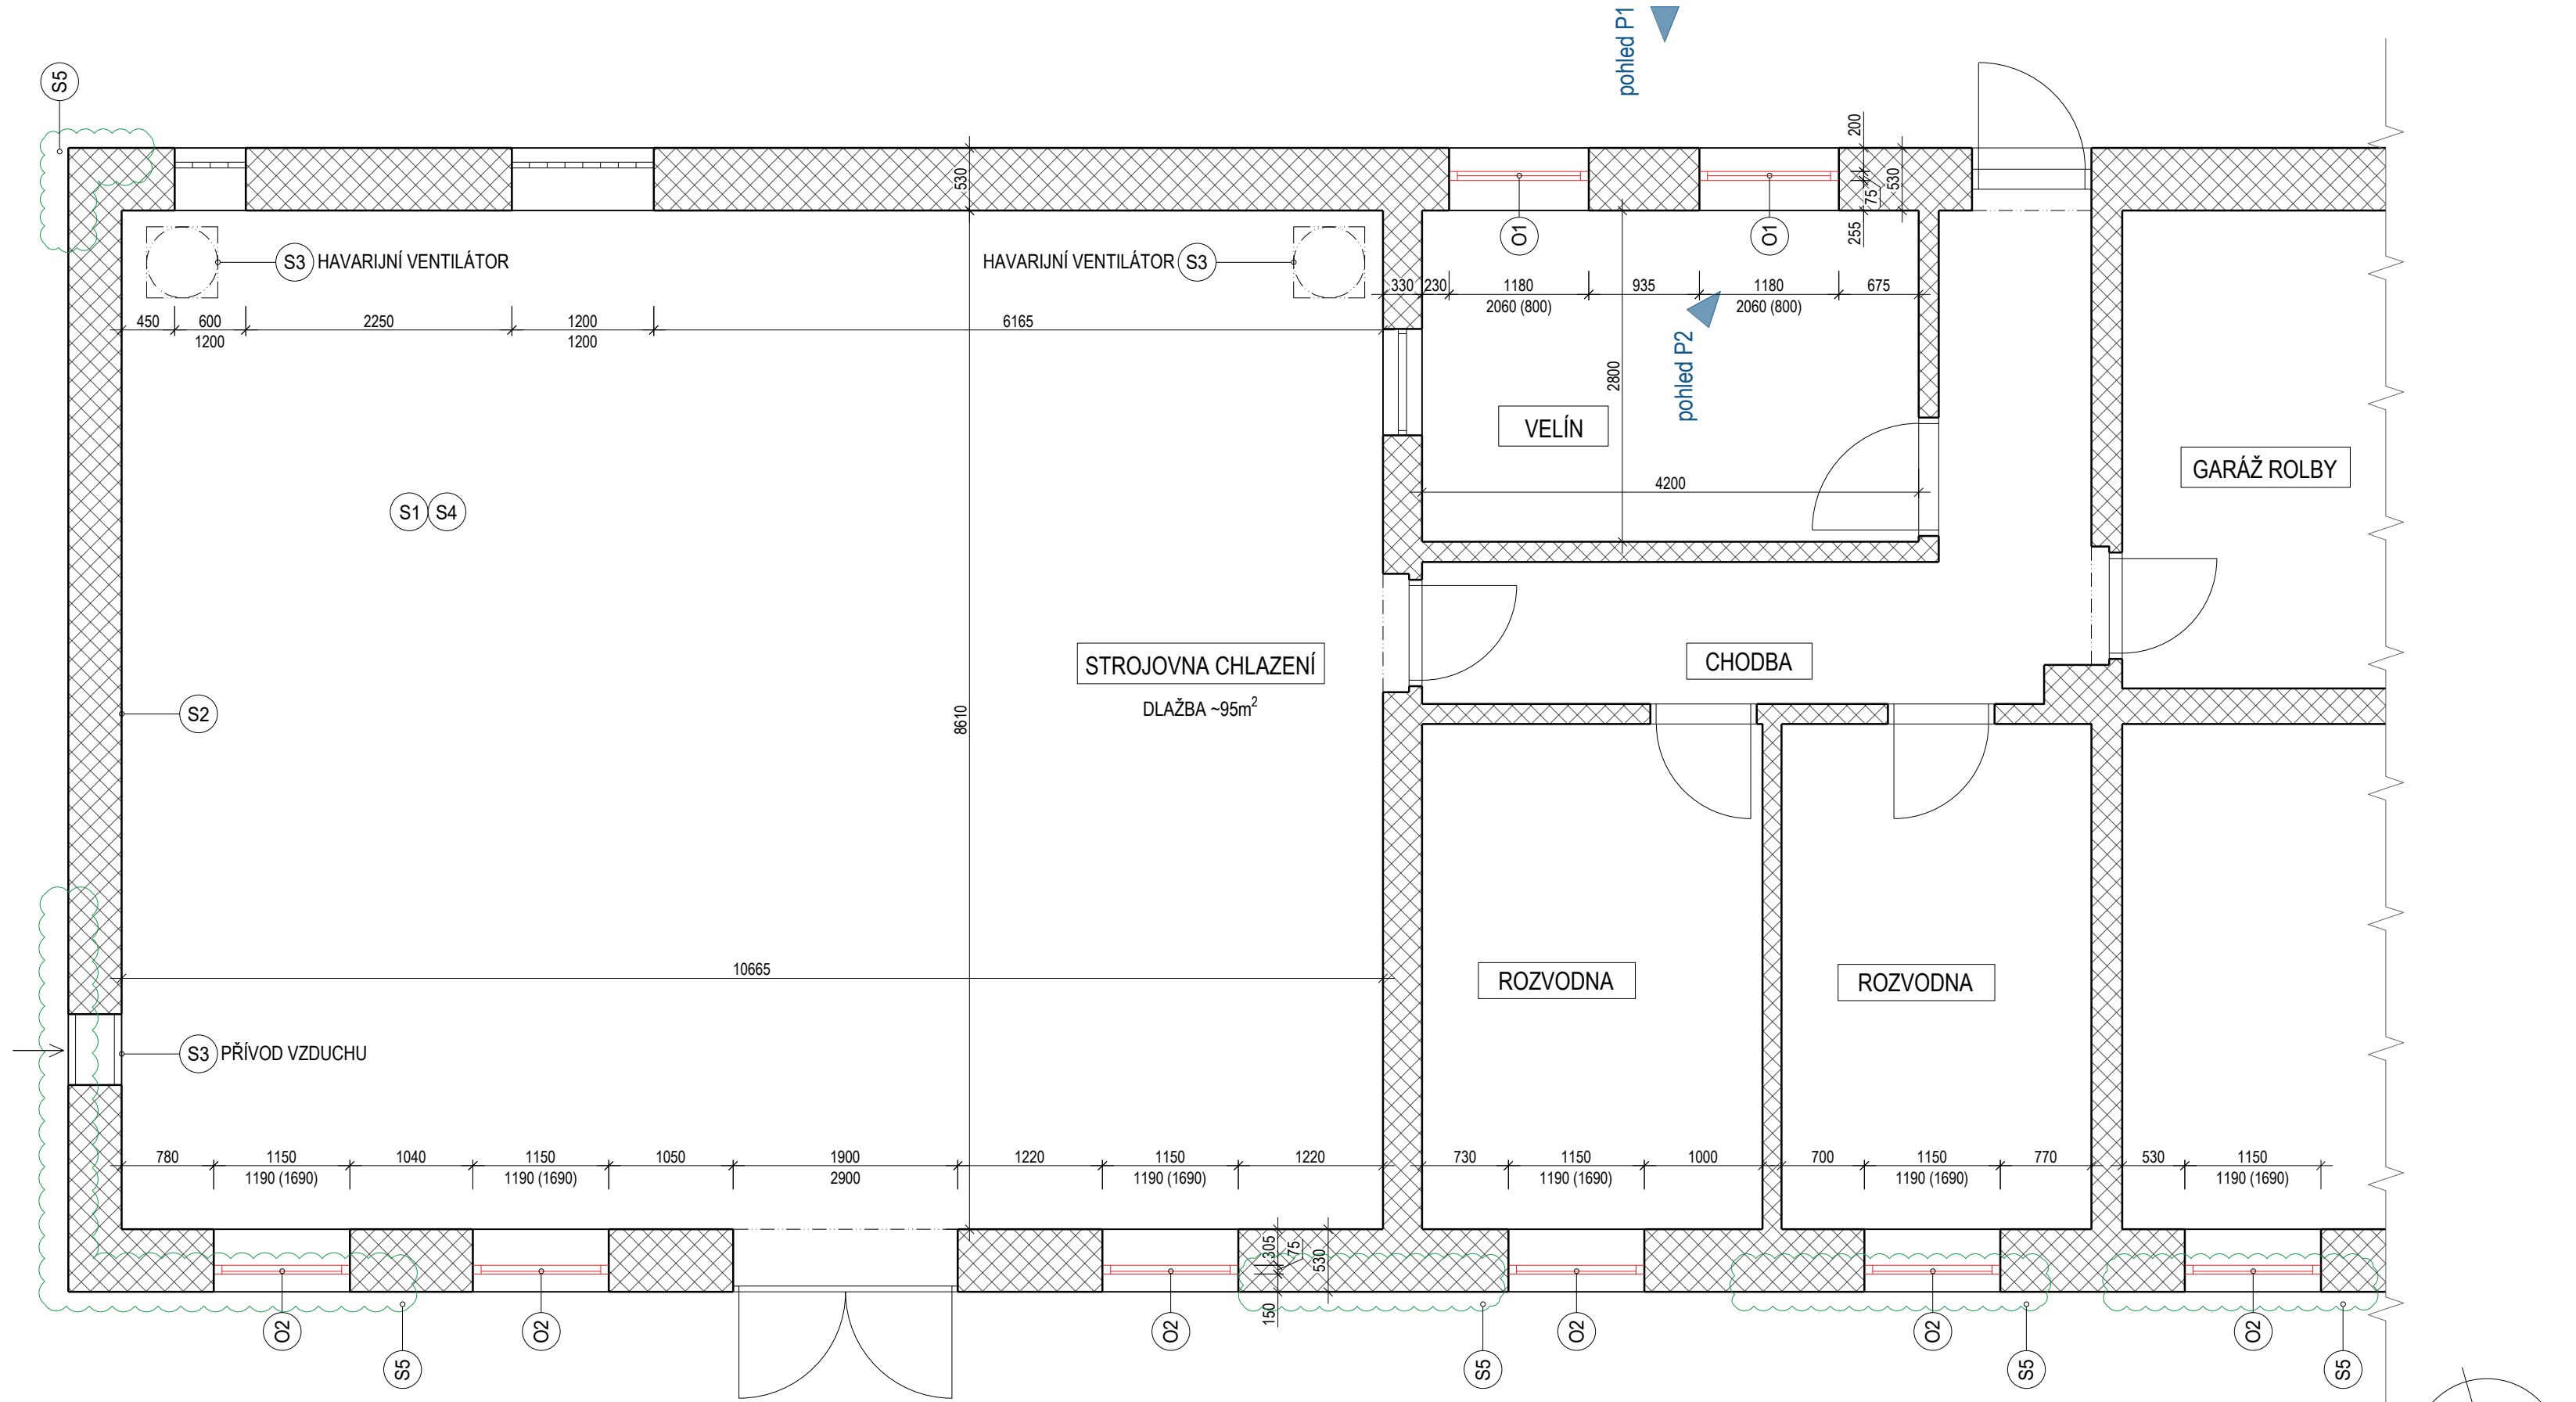 pohled P1
S5
200
530
75
530
255
O1
O1
S3 HAVARIJNÍ VENTILÁTOR
HAVARIJNÍ VENTILÁTOR S3
330 230 1180 935 1180 675
2060 (800) 2060 (800)
450 600 2250 1200 6165
1200 1200
pohled P2
2800
VELÍN
GARÁŽ ROLBY
4200
S1 S4
STROJOVNA CHLAZENÍ
DLAŽBA ~95m²
CHODBA
S2
8610
10665
ROZVODNA
ROZVODNA
S3 PŘÍVOD VZDUCHU
780 1150 1040 1150 1050 1900 1220 1150 1220 730 1150 1000 700 1150 770 530 1150
1190 (1690) 1190 (1690) 2900 1190 (1690) 1190 (1690) 1190 (1690) 1190 (1690)
305
75
530
150
O2 O2 O2 O2 O2 O2
S5 S5 S5 S5